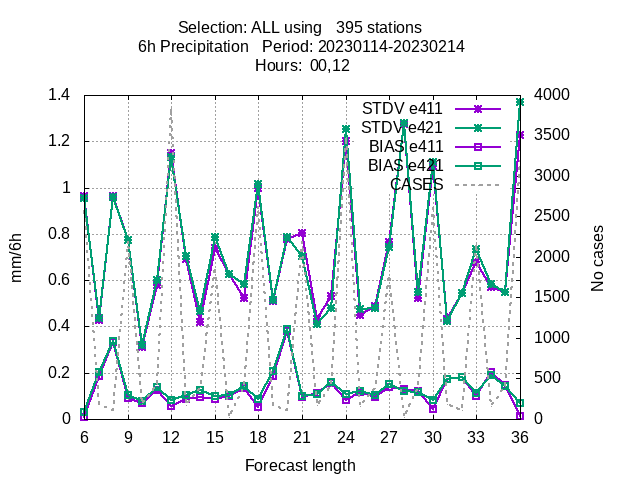 Selection: ALL using   395 stations
6h Precipitation   Period: 20230114-20230214
Hours:  00,12
mm/6h
1.4
1.2
1
0.8
0.6
0.4
0.2
0
STDV e411
STDV e421
BIAS e411
BIAS e421
CASES
4000
3500
3000
2500
2000
1500
1000
500
0
No cases
6 9 12 15 18 21 24 27 30 33 36
Forecast length